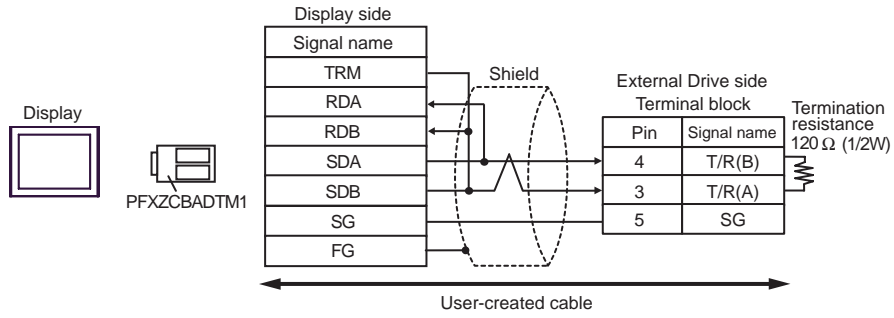 Display side
Signal name
TRM
RDA
RDB
SDA
SDB
SG
FG
Shield
External Drive side
Terminal block
Pin Signal name
4 T/R(B)
3 T/R(A)
5 SG
Termination
resistance
120 Ω (1/2W)
Display
PFXZCBADTM1
User-created cable